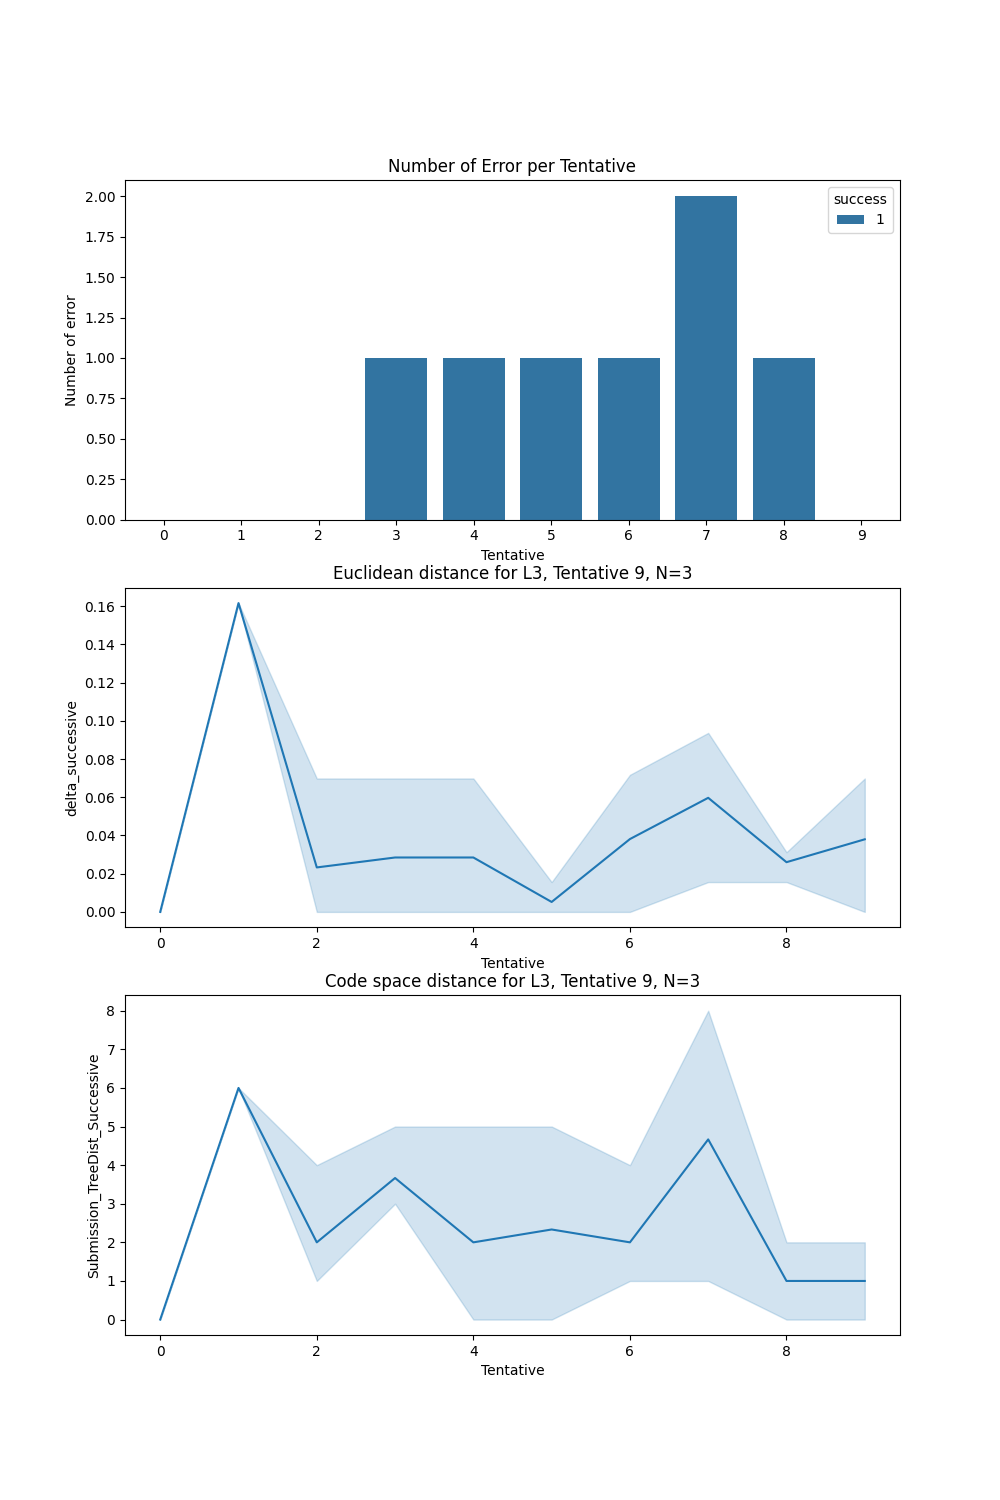 Number of Error per Tentative
success
1
Number of error
2.00
1.75
1.50
1.25
1.00
0.75
0.50
0.25
0.00
0 1 2 3 4 5 6 7 8 9
Tentative
Euclidean distance for L3, Tentative 9, N=3
delta_successive
0.16
0.14
0.12
0.10
0.08
0.06
0.04
0.02
0.00
0 2 4 6 8
Tentative
Code space distance for L3, Tentative 9, N=3
Submission_TreeDist_Successive
8
7
6
5
4
3
2
1
0
0 2 4 6 8
Tentative